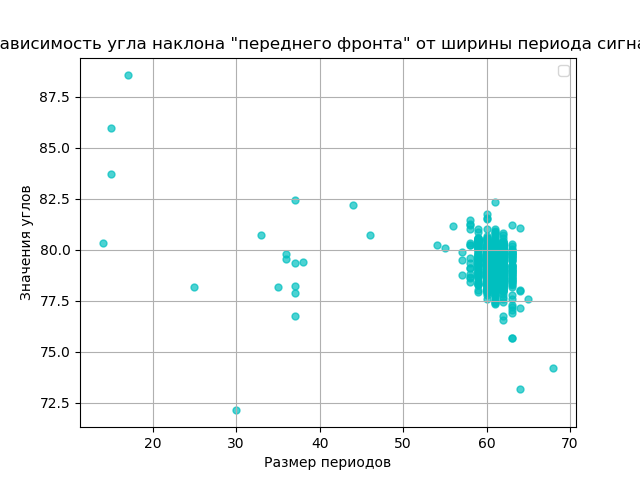 ависимость угла наклона "переднего фронта" от ширины периода сигна
87.5
85.0
82.5
80.0
77.5
75.0
72.5
Значения углов
20 30 40 50 60 70
Размер периодов